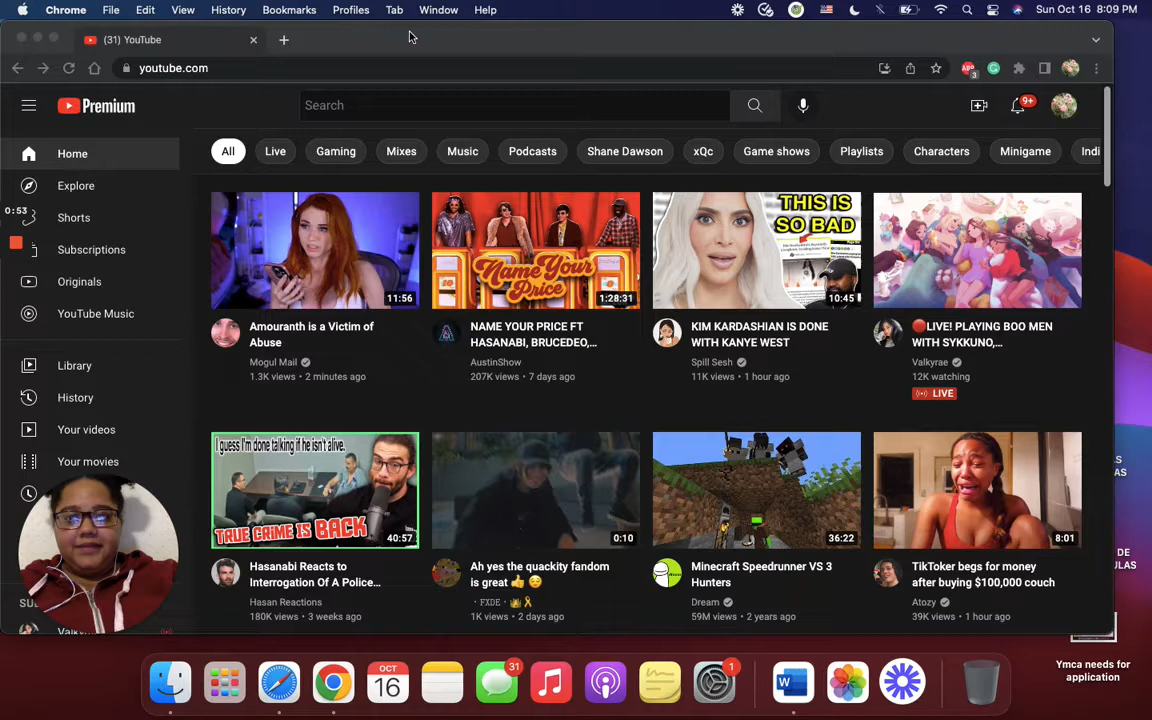 Chrome File Edit View History Bookmarks Profiles Tab Window Help Sun Oct 16 8:09 PM
(31) YouTube
youtube.com
3
Premium
Search
9+
All Live Gaming Mixes Music Podcasts Shane Dawson xQc Game shows Playlists Characters Minigame Indi
Home
Explore
0:53
Shorts
Subscriptions
Originals
YouTube Music
Library
History
Your videos
Your movies
11:56
Amouranth is a Victim of
Abuse
Mogul Mail
1.3K views • 2 minutes ago
NAME YOUR PRICE
1:28:31
NAME YOUR PRICE FT
HASANABI, BRUCEDEO,...
AustinShow
207K views • 7 days ago
THIS IS
SO BAD
10:45
KIM KARDASHIAN IS DONE
WITH KANYE WEST
Spill Sesh
11K views • 1 hour ago
LIVE! PLAYING BOO MEN
WITH SYKKUNO,...
Valkyrae
12K watching
LIVE
I guess I'm done talking if he isn't alive.
TRUE CRIME IS BACK
40:57
Hasanabi Reacts to
Interrogation Of A Police...
Hasan Reactions
180K views • 3 weeks ago
0:10
Ah yes the quackity fandom
is great
• FXDE •
1K views • 2 days ago
36:22
Minecraft Speedrunner VS 3
Hunters
Dream
59M views • 2 years ago
8:01
TikToker begs for money
after buying $100,000 couch
Atozy
39K views • 1 hour ago
Valkyrae
OCT
16
31
1
W
Ymca needs for
application